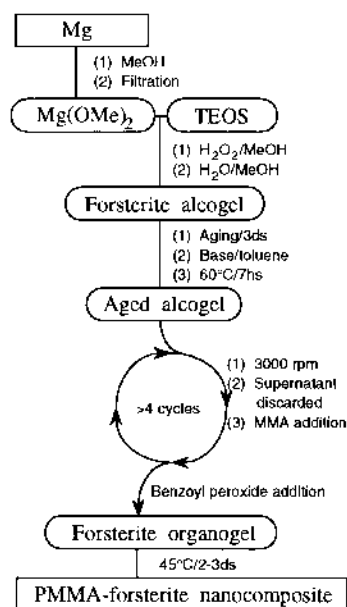 Mg
(1) MeOH
(2) Filtration
Mg(OMe)₂
TEOS
(1) H₂O₂/MeOH
(2) H₂O/MeOH
Forsterite alcogel
(1) Aging/3ds
(2) Base/toluene
(3) 60°C/7hs
Aged alcogel
>4 cycles
(1) 3000 rpm
(2) Supernatant
discarded
(3) MMA addition
Benzoyl peroxide addition
Forsterite organogel
45°C/2-3ds
PMMA-forsterite nanocomposite